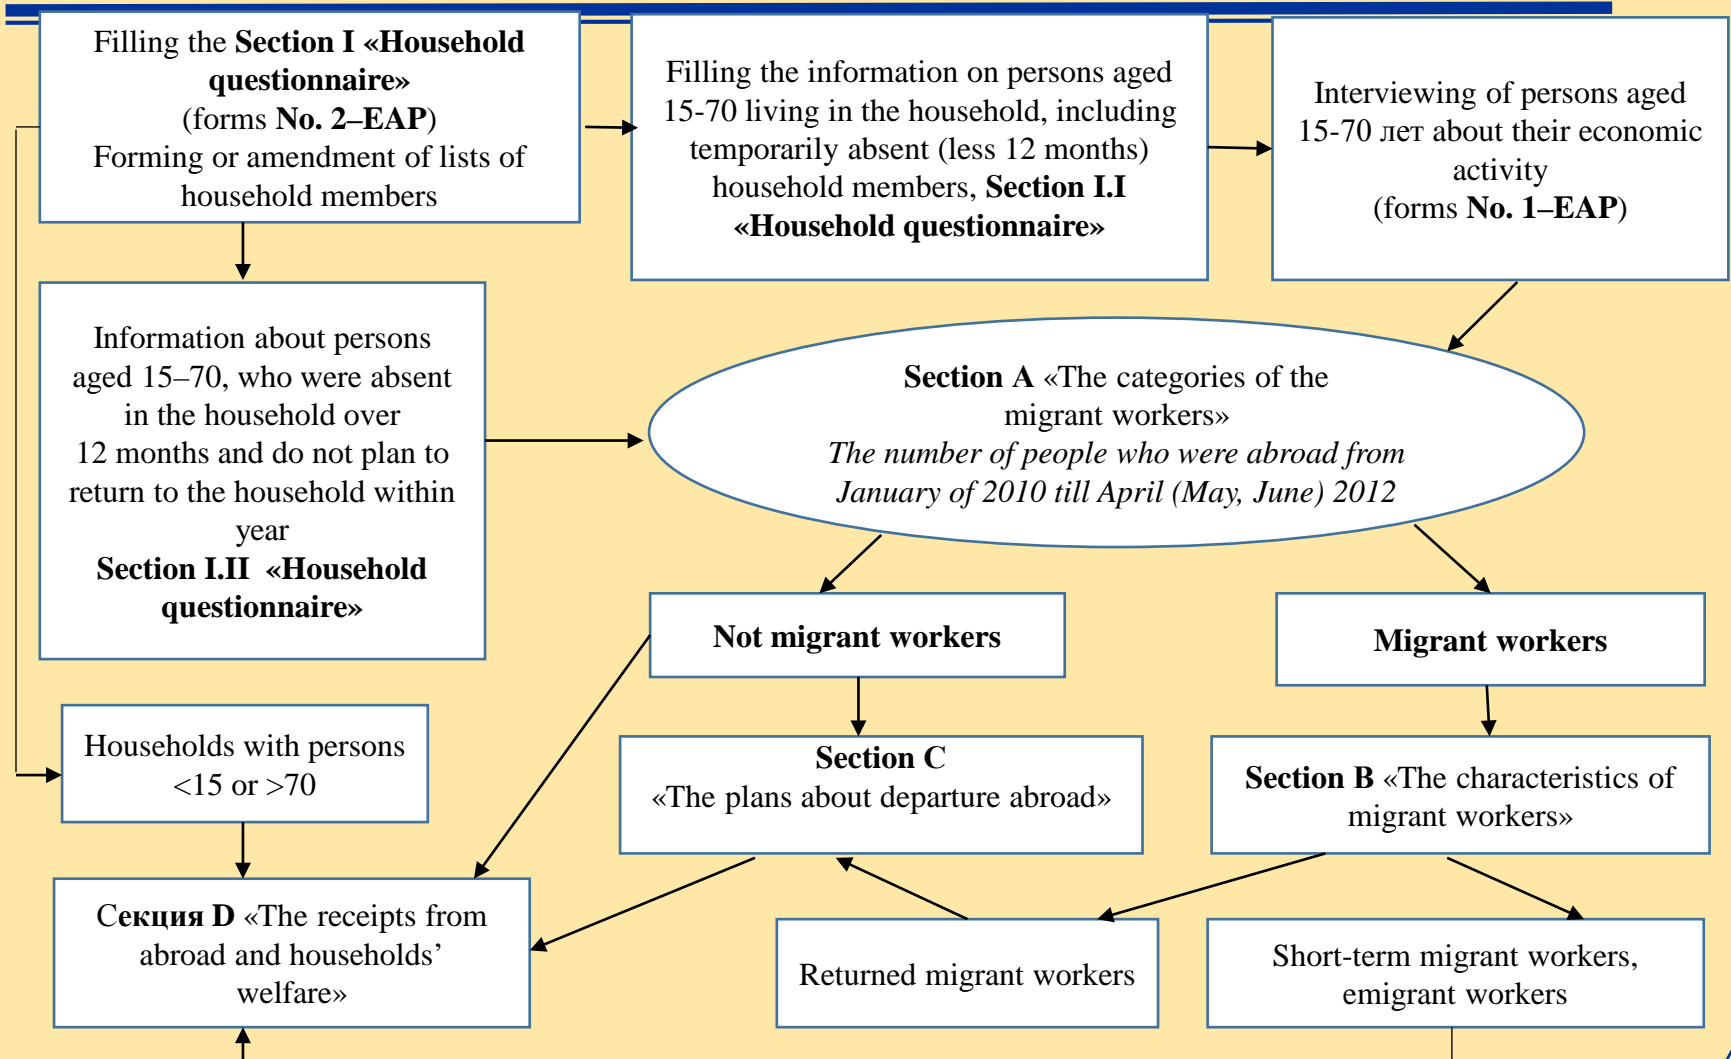 Filling the Section I «Household
questionnaire»
(forms No. 2–EAP)
Forming or amendment of lists of
household members
Filling the information on persons aged
15-70 living in the household, including
temporarily absent (less 12 months)
household members, Section I.I
«Household questionnaire»
Interviewing of persons aged
15-70 лет about their economic
activity
(forms No. 1–EAP)
Information about persons
aged 15–70, who were absent
in the household over
12 months and do not plan to
return to the household within
year
Section I.II «Household
questionnaire»
Section A «The categories of the
migrant workers»
The number of people who were abroad from
January of 2010 till April (May, June) 2012
Not migrant workers
Migrant workers
Households with persons
<15 or >70
Section C
«The plans about departure abroad»
Section B «The characteristics of
migrant workers»
Секция D «The receipts from
abroad and households’
welfare»
Returned migrant workers
Short-term migrant workers,
emigrant workers